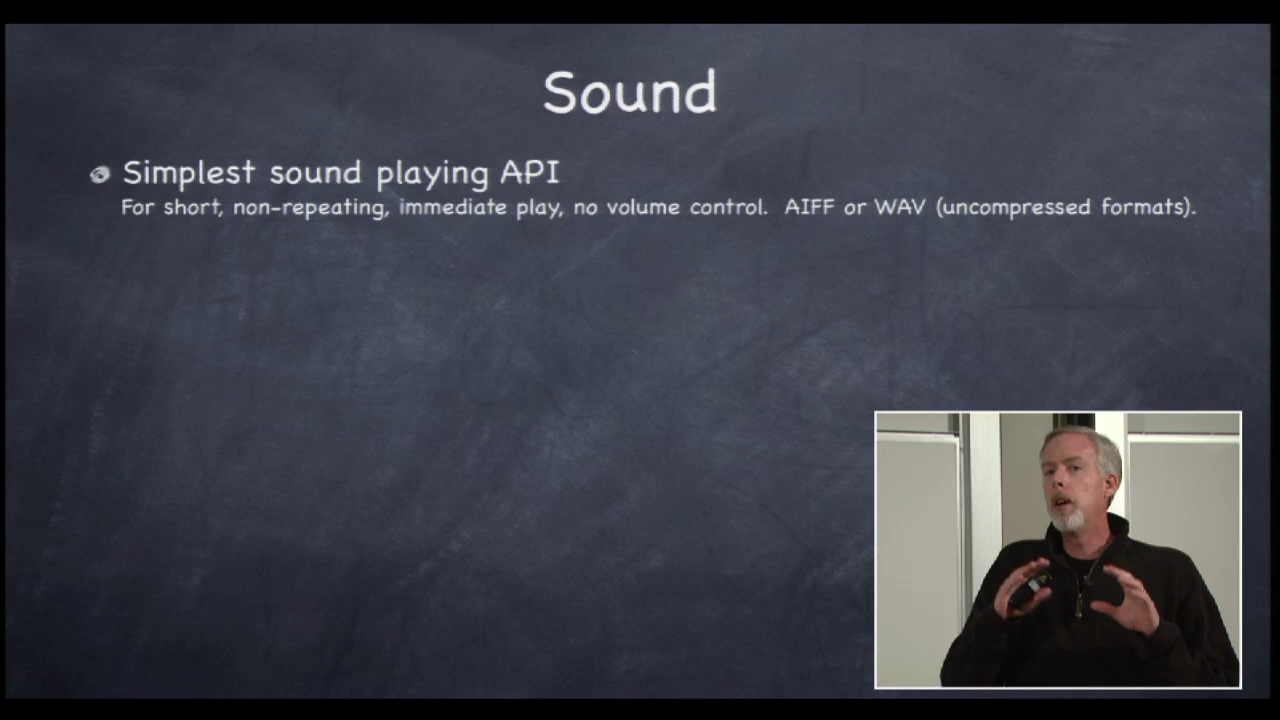 Sound
Simplest sound playing API
For short, non-repeating, immediate play, no volume control. AIFF or WAV (uncompressed formats).